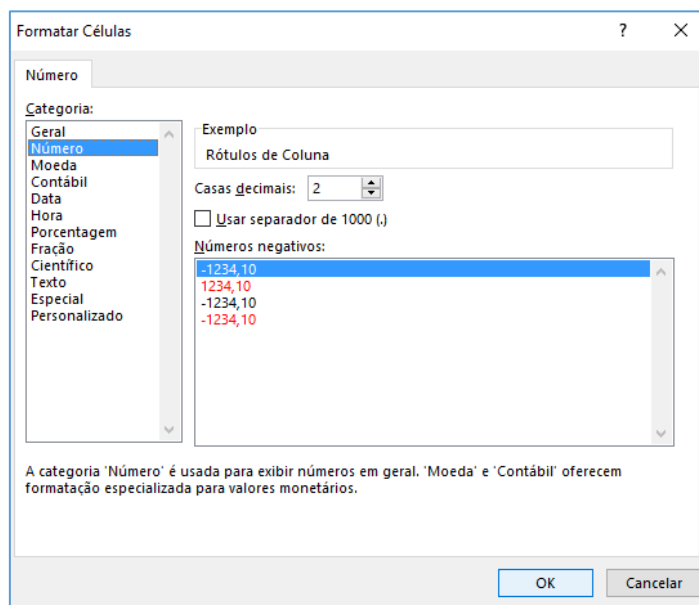 Formatar Células ? X
Número
Categoria:
Geral
Número
Moeda
Contábil
Data
Hora
Porcentagem
Fração
Científico
Texto
Especial
Personalizado
Exemplo
Rótulos de Coluna
Casas decimais: 2
Usar separador de 1000 (.)
Números negativos:
-1234,10
1234,10
-1234,10
-1234,10
A categoria 'Número' é usada para exibir números em geral. 'Moeda' e 'Contábil' oferecem
formatação especializada para valores monetários.
OK Cancelar